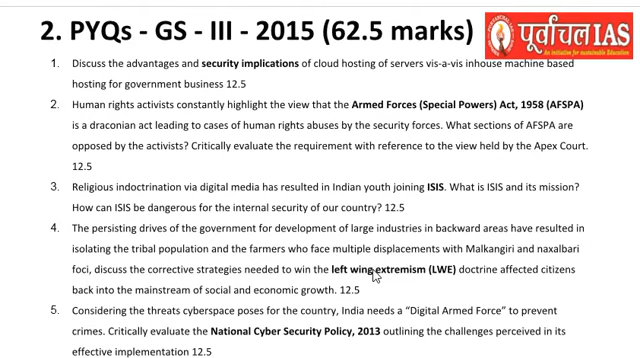 2. PYQs - GS - III - 2015 (62.5 marks)
पूर्वांचल IAS
An initiative for sustainable Education
1. Discuss the advantages and security implications of cloud hosting of servers vis-a-vis inhouse machine based
hosting for government business 12.5
2. Human rights activists constantly highlight the view that the Armed Forces (Special Powers) Act, 1958 (AFSPA)
is a draconian act leading to cases of human rights abuses by the security forces. What sections of AFSPA are
opposed by the activists? Critically evaluate the requirement with reference to the view held by the Apex Court.
12.5
3. Religious indoctrination via digital media has resulted in Indian youth joining ISIS. What is ISIS and its mission?
How can ISIS be dangerous for the internal security of our country? 12.5
4. The persisting drives of the government for development of large industries in backward areas have resulted in
isolating the tribal population and the farmers who face multiple displacements with Malkangiri and naxalbari
foci, discuss the corrective strategies needed to win the left wing extremism (LWE) doctrine affected citizens
back into the mainstream of social and economic growth. 12.5
5. Considering the threats cyberspace poses for the country, India needs a “Digital Armed Force” to prevent
crimes. Critically evaluate the National Cyber Security Policy, 2013 outlining the challenges perceived in its
effective implementation 12.5